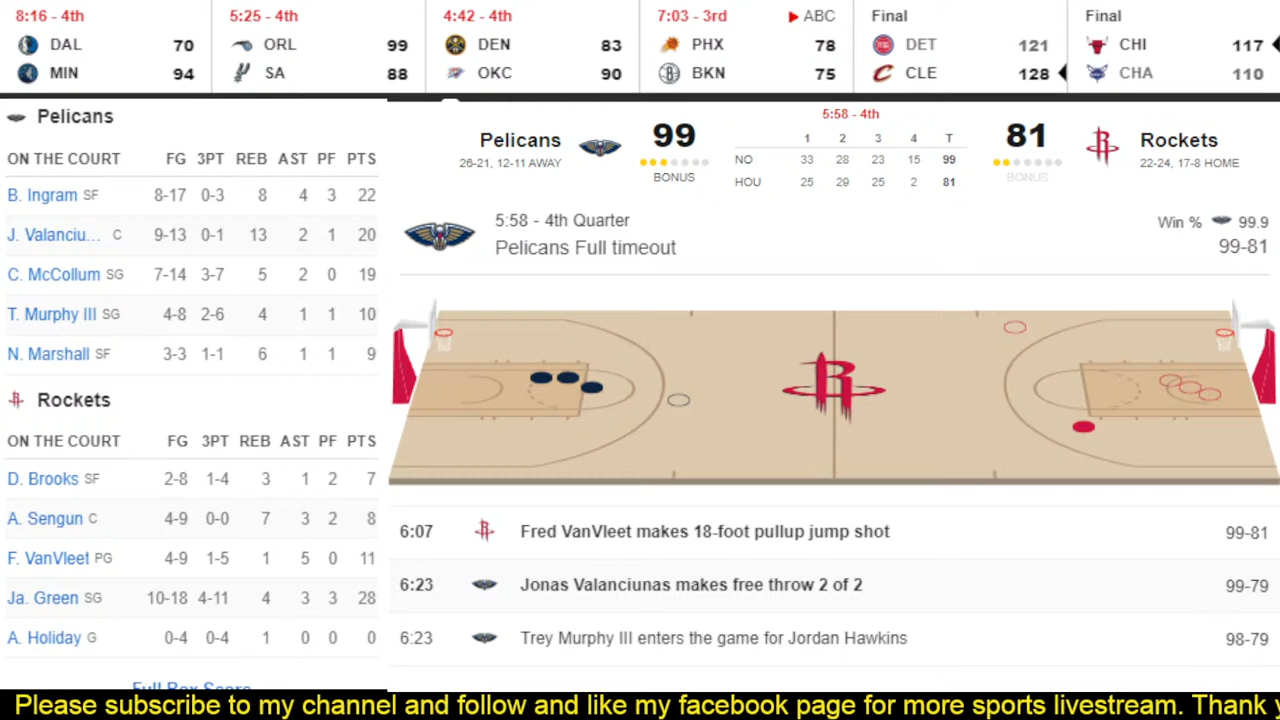 8:16 - 4th
DAL 70
MIN 94
5:25 - 4th
ORL 99
SA 88
4:42 - 4th
DEN 83
OKC 90
7:03 - 3rd ABC
PHX 78
BKN 75
Final
DET 121
CLE 128
Final
CHI 117
CHA 110
Pelicans
ON THE COURT FG 3PT REB AST PF PTS
B. Ingram SF 8-17 0-3 8 4 3 22
J. Valanciu... C 9-13 0-1 13 2 1 20
C. McCollum SG 7-14 3-7 5 2 0 19
T. Murphy III SG 4-8 2-6 4 1 1 10
N. Marshall SF 3-3 1-1 6 1 1 9
Rockets
ON THE COURT FG 3PT REB AST PF PTS
D. Brooks SF 2-8 1-4 3 1 2 7
A. Sengun C 4-9 0-0 7 3 2 8
F. VanVleet PG 4-9 1-5 1 5 0 11
Ja. Green SG 10-18 4-11 4 3 3 28
A. Holiday G 0-4 0-4 1 0 0 0
Full Box Score
Pelicans
26-21, 12-11 AWAY
99
BONUS
5:58 - 4th
1 2 3 4 T
NO 33 28 23 15 99
HOU 25 29 25 2 81
81
BONUS
Rockets
22-24, 17-8 HOME
5:58 - 4th Quarter
Pelicans Full timeout
Win % 99.9
99-81
R
6:07 Fred VanVleet makes 18-foot pullup jump shot 99-81
6:23 Jonas Valanciunas makes free throw 2 of 2 99-79
6:23 Trey Murphy III enters the game for Jordan Hawkins 98-79
Please subscribe to my channel and follow and like my facebook page for more sports livestream. Thank